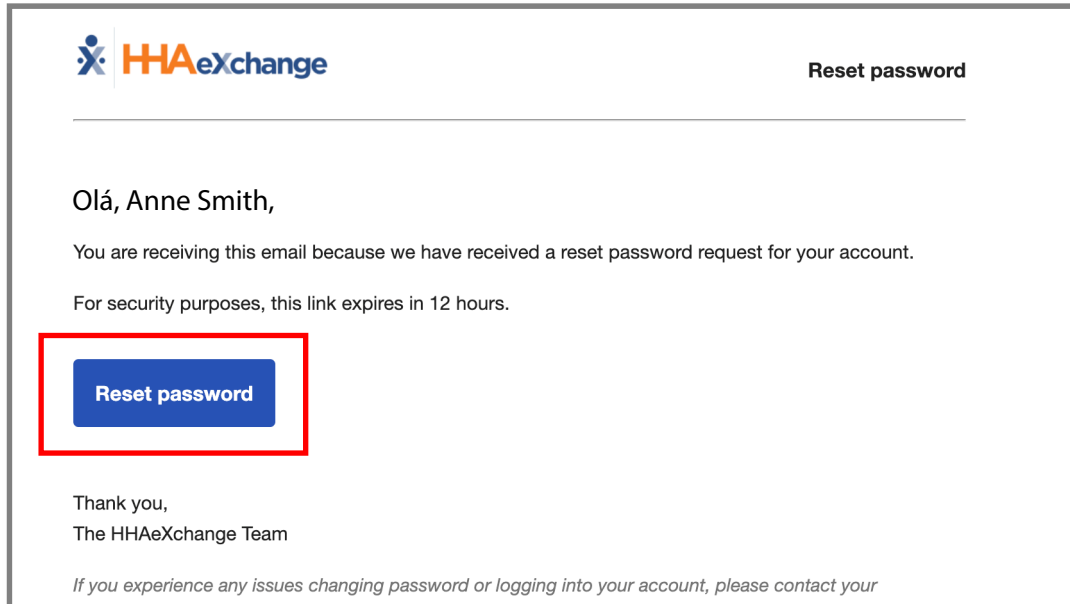 HHAeXchange
Reset password
Olá, Anne Smith,
You are receiving this email because we have received a reset password request for your account.
For security purposes, this link expires in 12 hours.
Reset password
Thank you,
The HHAeXchange Team
If you experience any issues changing password or logging into your account, please contact your